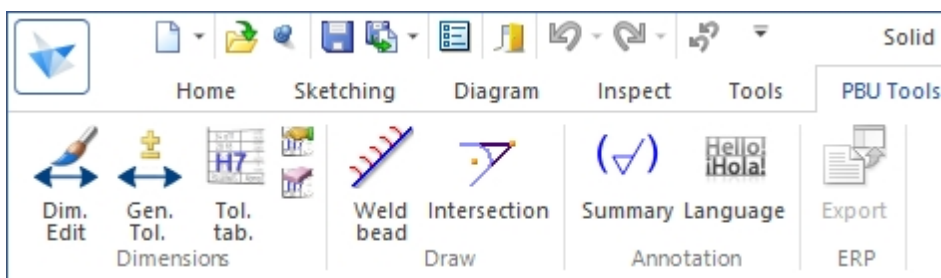 Solid
Home Sketching Diagram Inspect Tools PBU Tools
H7 Hello!
¡Hola!
Dim. Gen. Tol. Weld Intersection Summary Language Export
Edit Tol. tab. bead
Dimensions Draw Annotation ERP